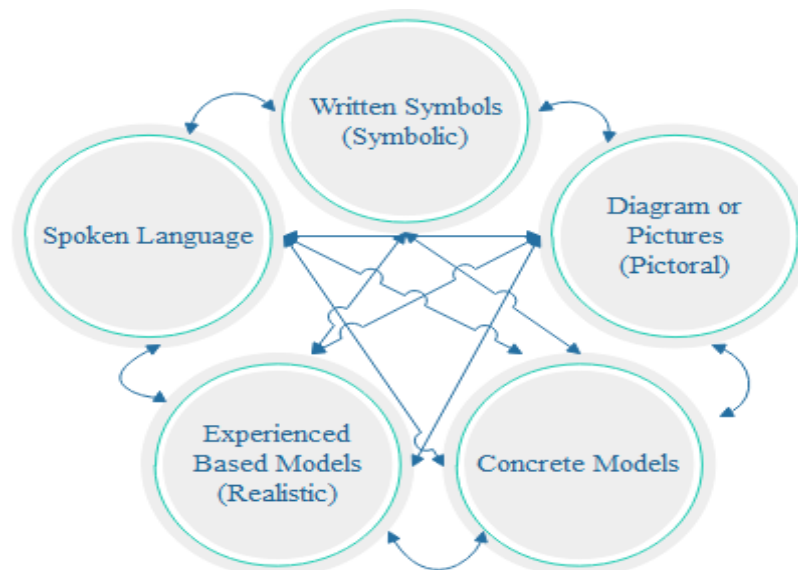 Written Symbols
(Symbolic)
Spoken Language
Diagram or
Pictures
(Pictoral)
Experienced
Based Models
(Realistic)
Concrete Models